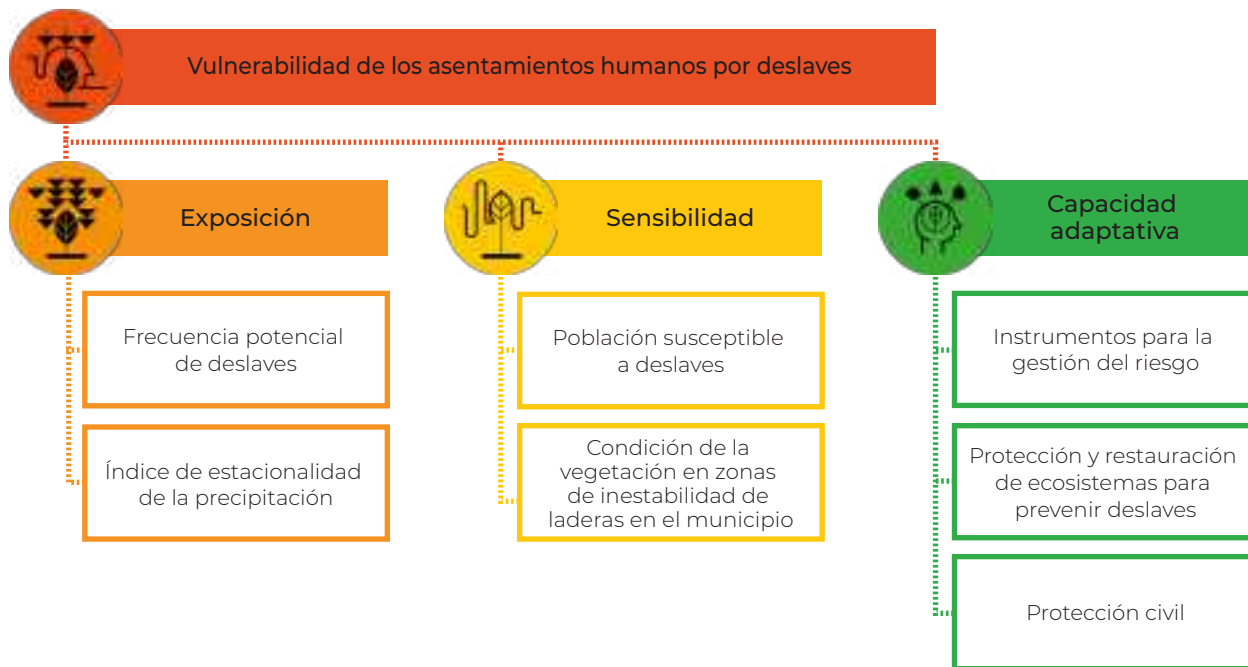 Vulnerabilidad de los asentamientos humanos por deslaves
Exposición
Frecuencia potencial
de deslaves
Índice de estacionalidad
de la precipitación
Sensibilidad
Población susceptible
a deslaves
Condición de la
vegetación en zonas
de inestabilidad de
laderas en el municipio
Capacidad
adaptativa
Instrumentos para la
gestión del riesgo
Protección y restauración
de ecosistemas para
prevenir deslaves
Protección civil